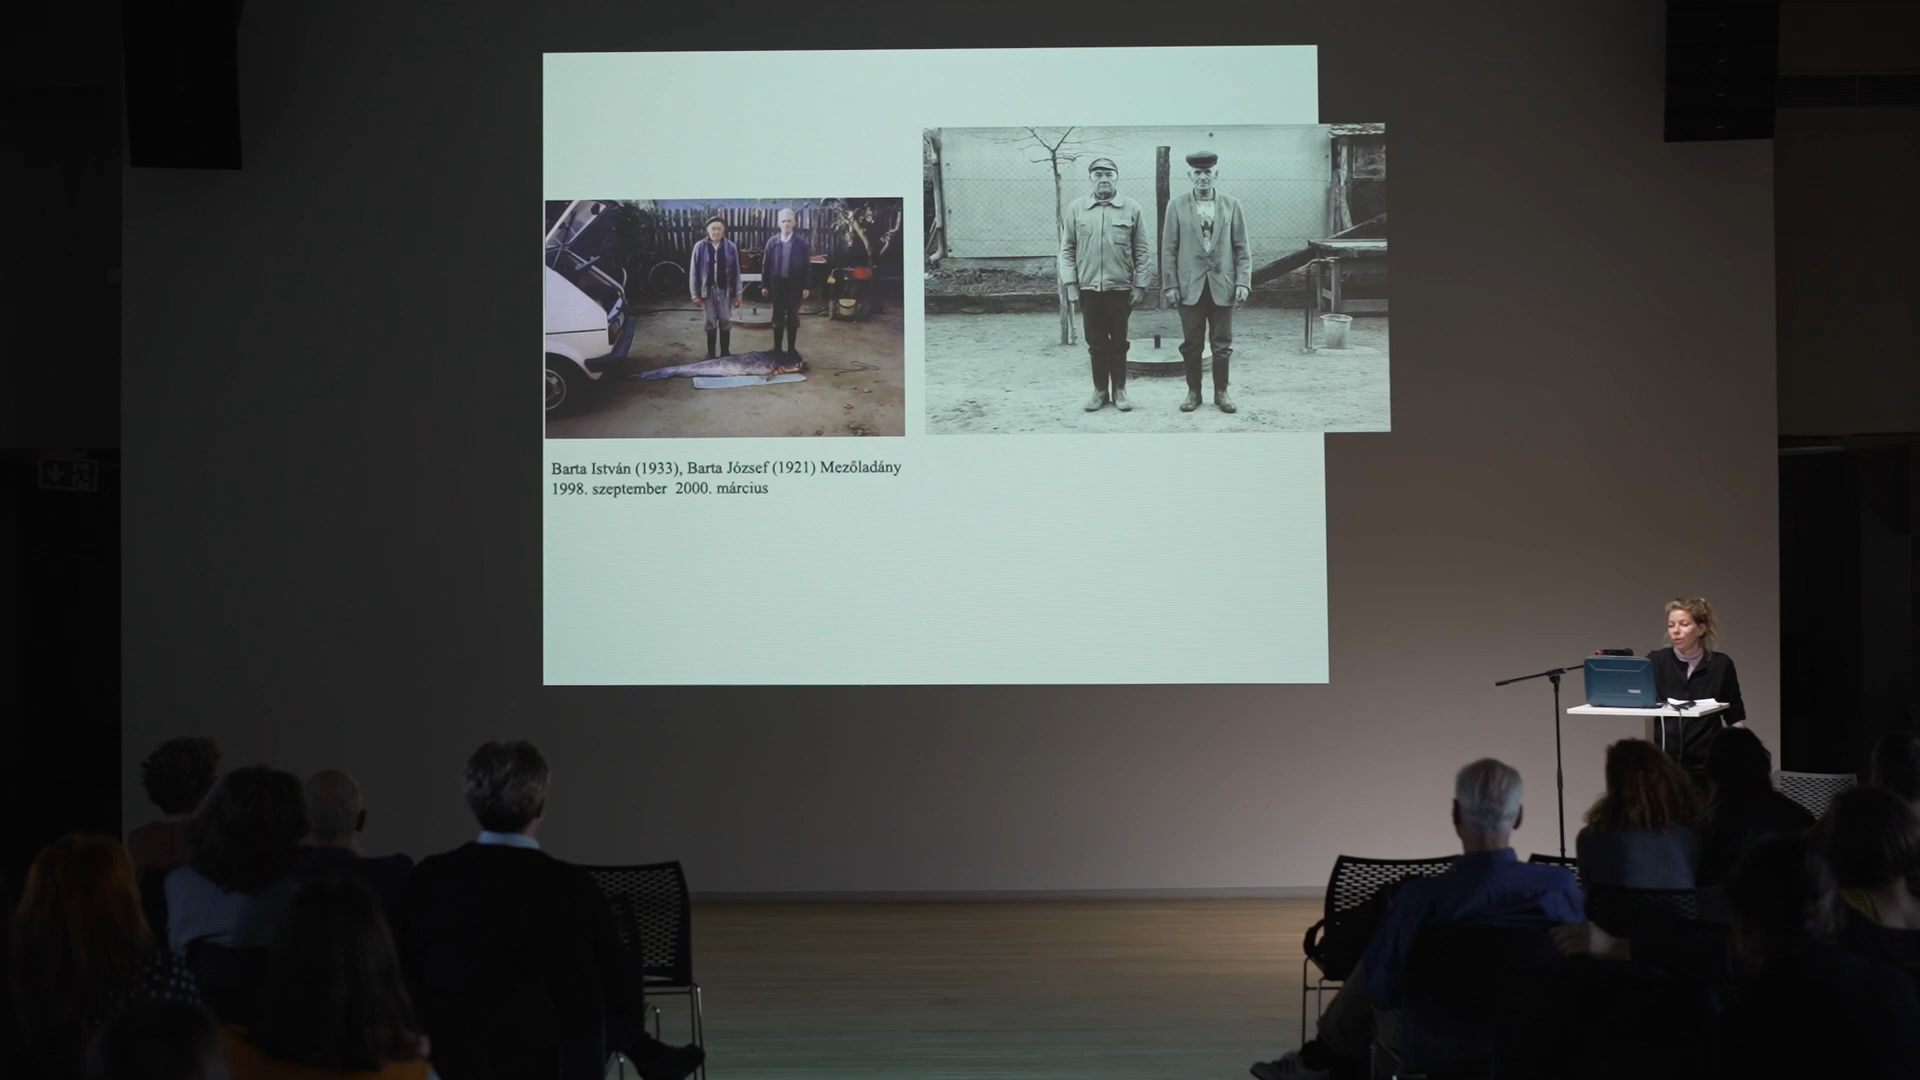 Barta István (1933), Barta József (1921) Mezőladány
1998. szeptember  2000. március